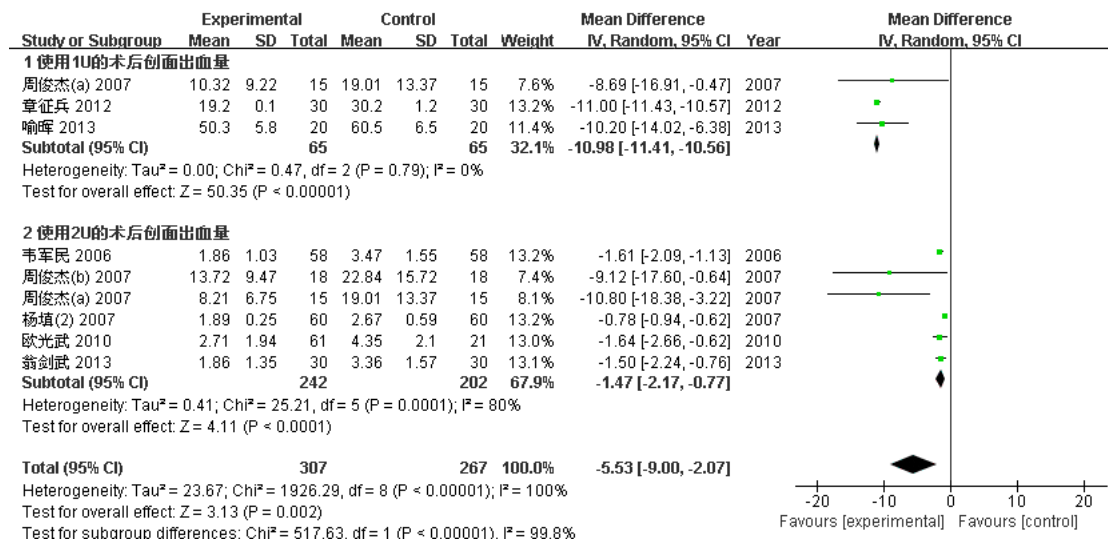 Experimental Control Mean Difference Mean Difference
Study or Subgroup Mean SD Total Mean SD Total Weight IV, Random, 95% CI Year IV, Random, 95% CI
1 使用1U的术后创面出血量
周俊杰(a) 2007 10.32 9.22 15 19.01 13.37 15 7.6% -8.69 [-16.91, -0.47] 2007
章征兵 2012 19.2 0.1 30 30.2 1.2 30 13.2% -11.00 [-11.43, -10.57] 2012
喻晖 2013 50.3 5.8 20 60.5 6.5 20 11.4% -10.20 [-14.02, -6.38] 2013
Subtotal (95% CI) 65 65 32.1% -10.98 [-11.41, -10.56]
Heterogeneity: Tau² = 0.00; Chi² = 0.47, df = 2 (P = 0.79); I² = 0%
Test for overall effect: Z = 50.35 (P < 0.00001)
2 使用2U的术后创面出血量
韦军民 2006 1.86 1.03 58 3.47 1.55 58 13.2% -1.61 [-2.09, -1.13] 2006
周俊杰(b) 2007 13.72 9.47 18 22.84 15.72 18 7.4% -9.12 [-17.60, -0.64] 2007
周俊杰(a) 2007 8.21 6.75 15 19.01 13.37 15 8.1% -10.80 [-18.38, -3.22] 2007
杨填(2) 2007 1.89 0.25 60 2.67 0.59 60 13.2% -0.78 [-0.94, -0.62] 2007
欧光武 2010 2.71 1.94 61 4.35 2.1 21 13.0% -1.64 [-2.66, -0.62] 2010
翁剑武 2013 1.86 1.35 30 3.36 1.57 30 13.1% -1.50 [-2.24, -0.76] 2013
Subtotal (95% CI) 242 202 67.9% -1.47 [-2.17, -0.77]
Heterogeneity: Tau² = 0.41; Chi² = 25.21, df = 5 (P = 0.0001); I² = 80%
Test for overall effect: Z = 4.11 (P < 0.0001)
Total (95% CI) 307 267 100.0% -5.53 [-9.00, -2.07]
Heterogeneity: Tau² = 23.67; Chi² = 1926.29, df = 8 (P < 0.00001); I² = 100%
Test for overall effect: Z = 3.13 (P = 0.002)
Test for subgroup differences: Chi² = 517.63, df = 1 (P < 0.00001), I² = 99.8%
-20 -10 0 10 20
Favours [experimental] Favours [control]